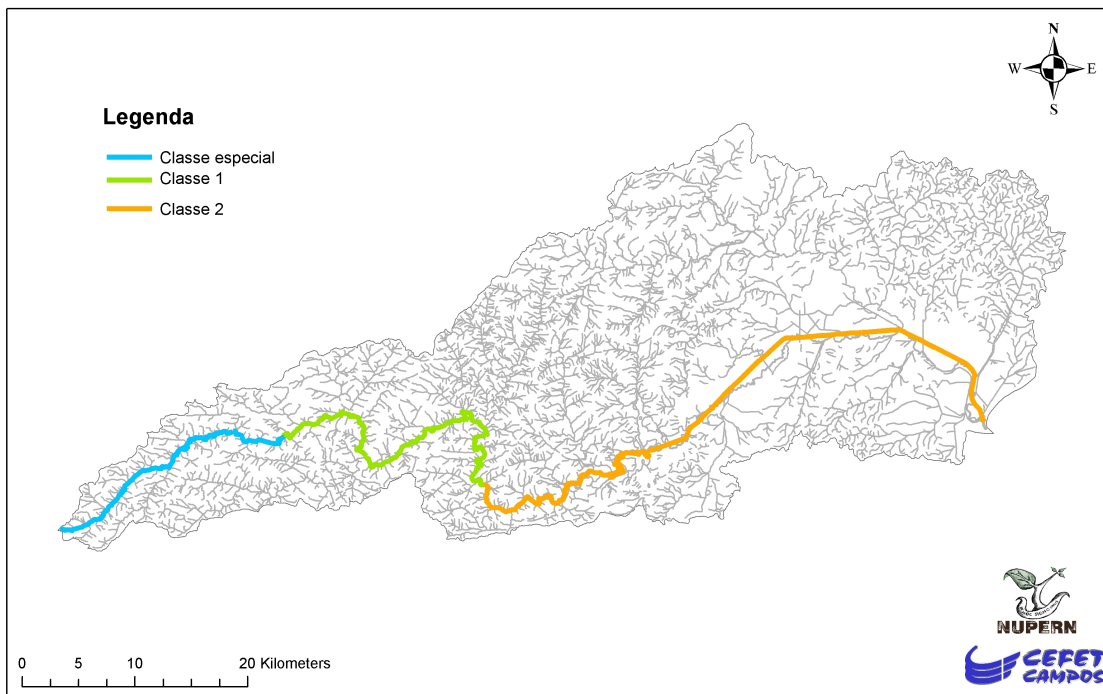 N
W
E
S
Legenda
Classe especial
Classe 1
Classe 2
NUPERN
0 5 10 20 Kilometers
CEFET
CAMPOS